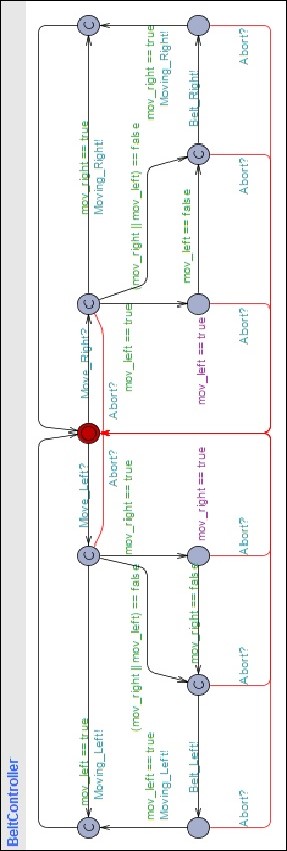 BeltController
mov_left == true
Moving_Left!
Move_Left?
Move_Right?
mov_right == true
Moving_Right!
Abort?
Abort?
mov_left == true
Moving_Left!
(mov_right ||mov_left) == false
mov_right == true
mov_left == true
(mov_right || mov_left) == false
mov_right == true
Moving_Right!
Belt_Left!
mov_right == false
mov_right == true
mov_left == true
mov_left == false
Belt_Right!
Abort?
Abort?
Abort?
Abort?
Abort?
Abort?
C
C
C
C
C
C